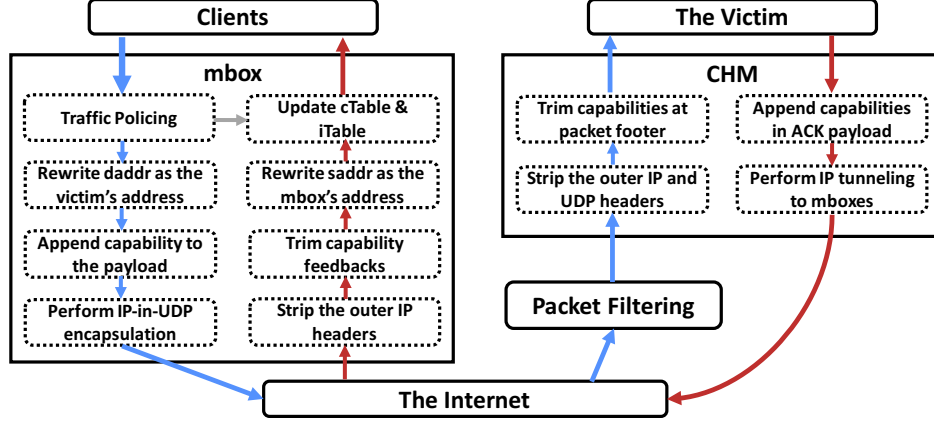 Clients
The Victim
mbox
CHM
Traffic Policing
Update cTable &
iTable
Rewrite daddr as the
victim's address
Rewrite saddr as the
mbox's address
Append capability to
the payload
Trim capability
feedbacks
Perform IP-in-UDP
encapsulation
Strip the outer IP
headers
Trim capabilities at
packet footer
Append capabilities
in ACK payload
Strip the outer IP and
UDP headers
Perform IP tunneling
to mboxes
Packet Filtering
The Internet